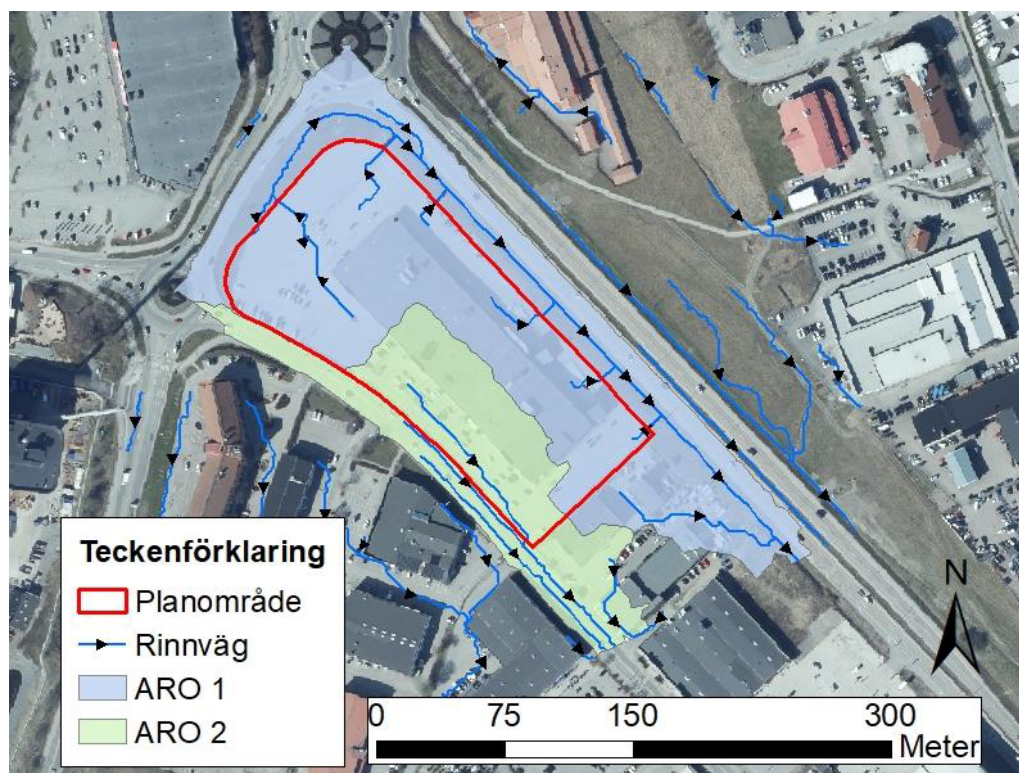 Teckenförklaring
Planområde
Rinnväg
ARO 1
ARO 2
N
0 75 150 300
Meter